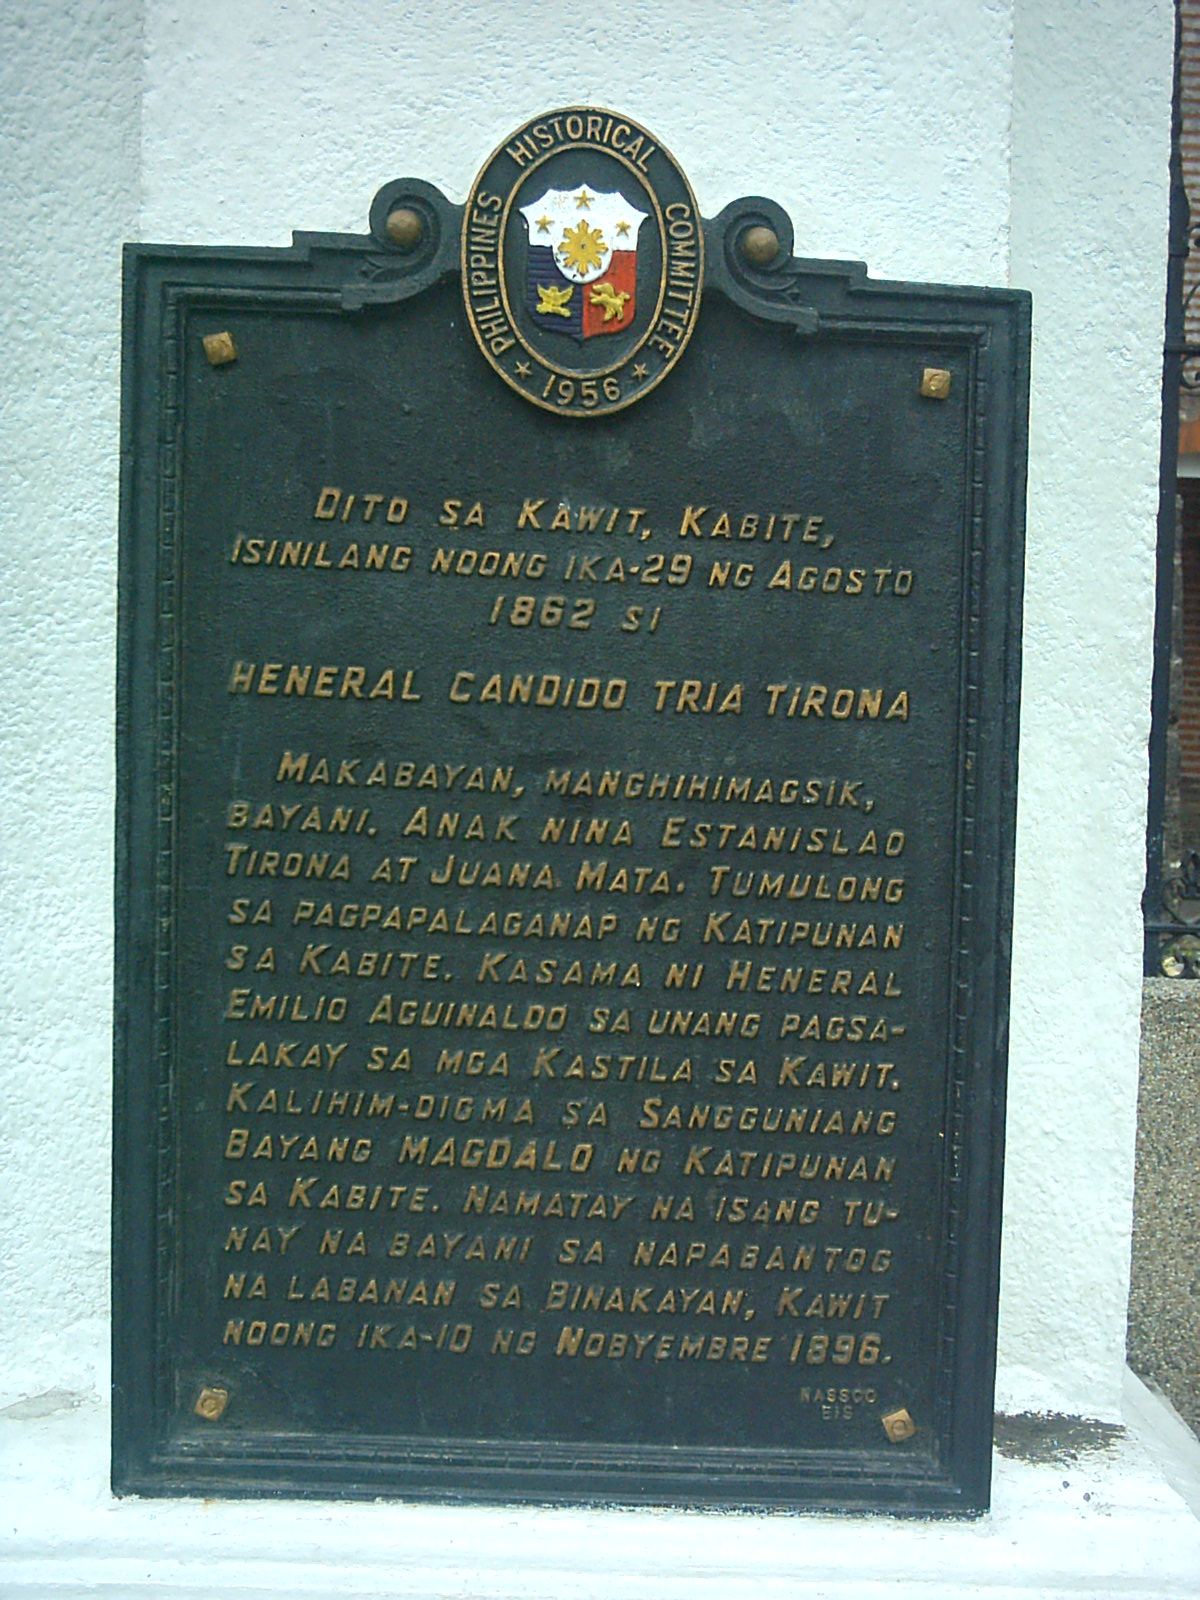 PHILIPPINES HISTORICAL COMMITTEE
★ 1956 ★
DITO SA KAWIT, KABITE,
ISINILANG NOONG IKA-29 NG AGOSTO
1862 SI
HENERAL CANDIDO TRIA TIRONA
MAKABAYAN, MANGHIHIMAGSIK,
BAYANI. ANAK NINA ESTANISLAO
TIRONA AT JUANA MATA. TUMULONG
SA PAGPAPALAGANAP NG KATIPUNAN
SA KABITE. KASAMA NI HENERAL
EMILIO AGUINALDO SA UNANG PAGSA-
LAKAY SA MGA KASTILA SA KAWIT.
KALIHIM-DIGMA SA SANGGUNIANG
BAYANG MAGDALO NG KATIPUNAN
SA KABITE. NAMATAY NA ISANG TU-
NAY NA BAYANI SA NAPABANTOG
NA LABANAN SA BINAKAYAN, KAWIT
NOONG IKA-10 NG NOBYEMBRE 1896.
NASSCO
EIS